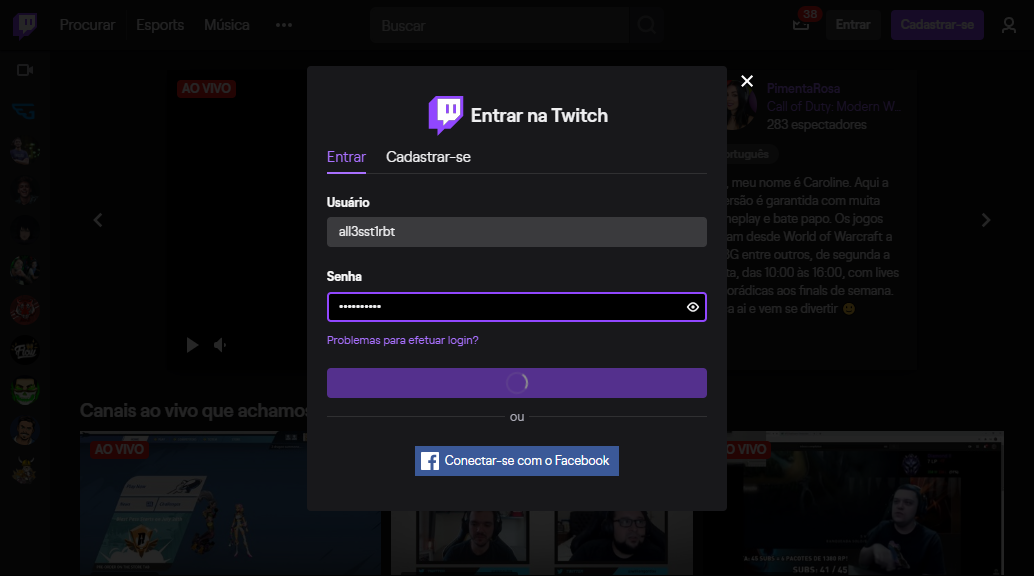 Procurar Esports Música ••• Buscar 38 Entrar Cadastrar-se
AO VIVO
PimentaRosa
Call of Duty: Modern W...
283 espectadores
ortuguês
, meu nome é Caroline. Aqui a
ersão é garantida com muita
eplay e bate papo. Os jogos
am desde World of Warcraft a
G entre outros, de segunda a
ta, das 10:00 às 16:00, com lives
orádicas aos finais de semana.
a ai e vem se divertir
Entrar na Twitch
Entrar Cadastrar-se
Usuário
all3sst1rbt
Senha
••••••••••
Problemas para efetuar login?
ou
Conectar-se com o Facebook
Canais ao vivo que achamos
AO VIVO
O VIVO
SUBS: 41 / 45